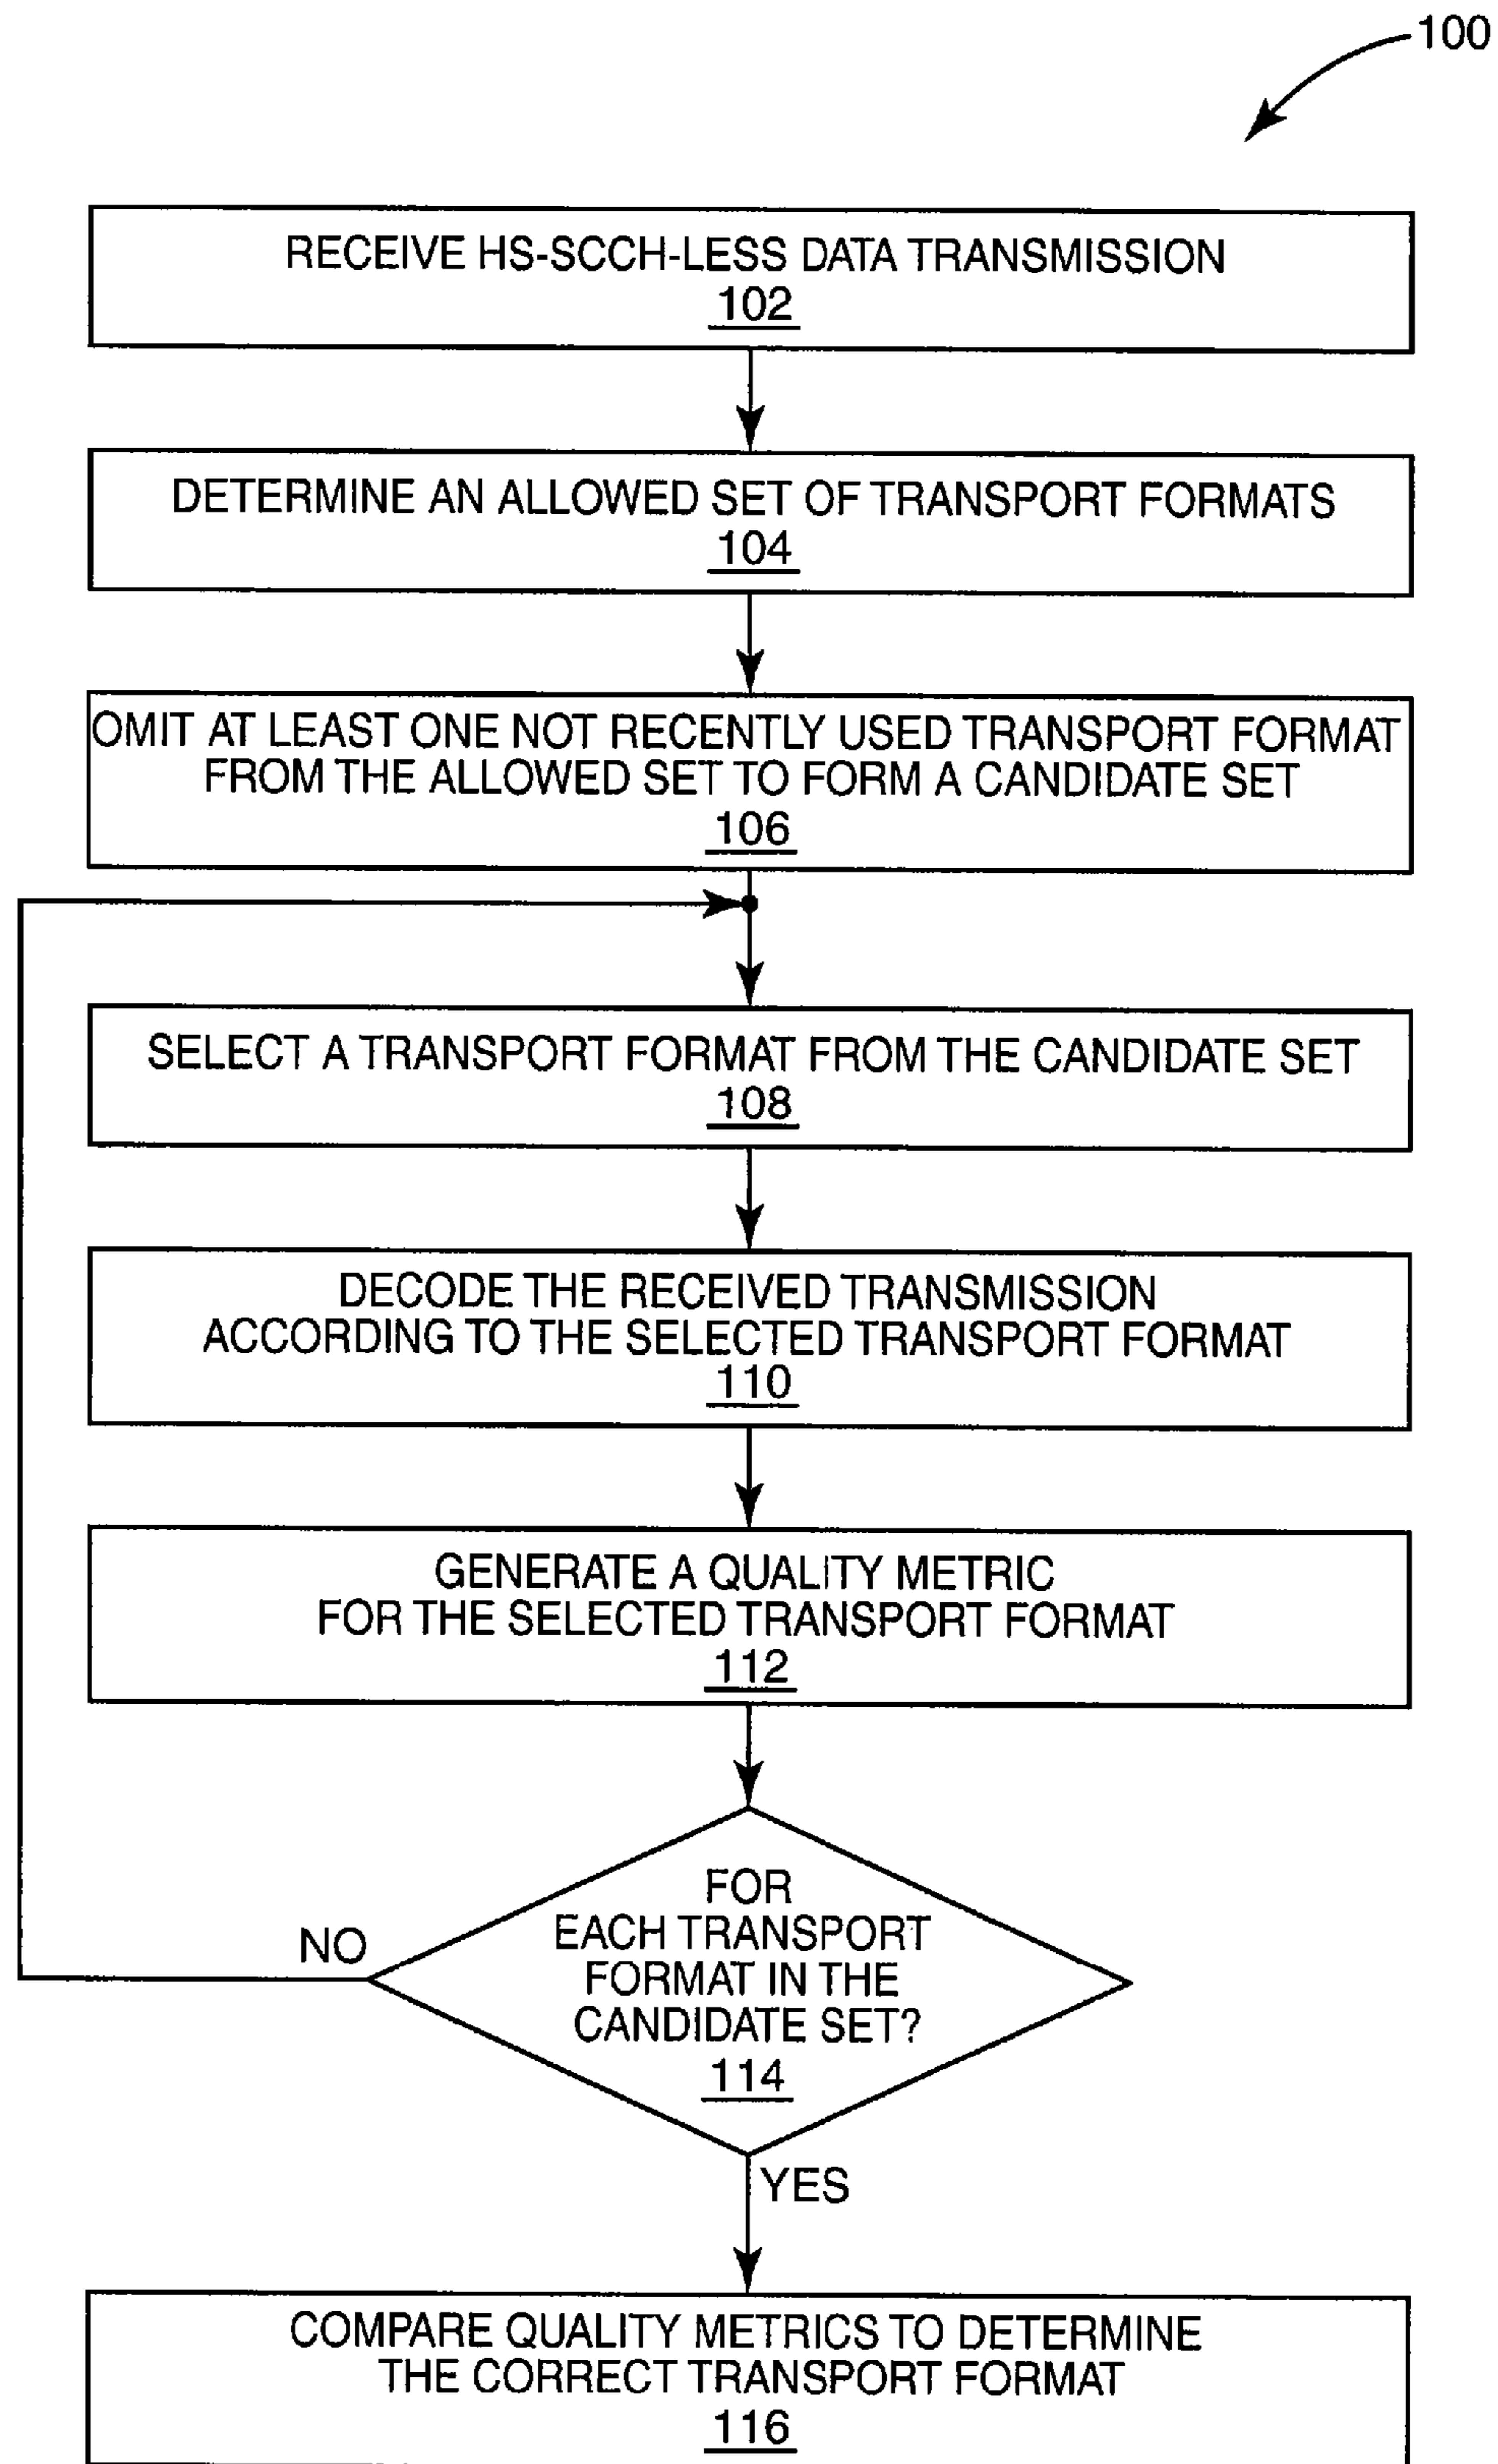 100
RECEIVE HS-SCCH-LESS DATA TRANSMISSION
102
DETERMINE AN ALLOWED SET OF TRANSPORT FORMATS
104
OMIT AT LEAST ONE NOT RECENTLY USED TRANSPORT FORMAT
FROM THE ALLOWED SET TO FORM A CANDIDATE SET
106
SELECT A TRANSPORT FORMAT FROM THE CANDIDATE SET
108
DECODE THE RECEIVED TRANSMISSION
ACCORDING TO THE SELECTED TRANSPORT FORMAT
110
GENERATE A QUALITY METRIC
FOR THE SELECTED TRANSPORT FORMAT
112
FOR
EACH TRANSPORT
FORMAT IN THE
CANDIDATE SET?
114
NO
YES
COMPARE QUALITY METRICS TO DETERMINE
THE CORRECT TRANSPORT FORMAT
116